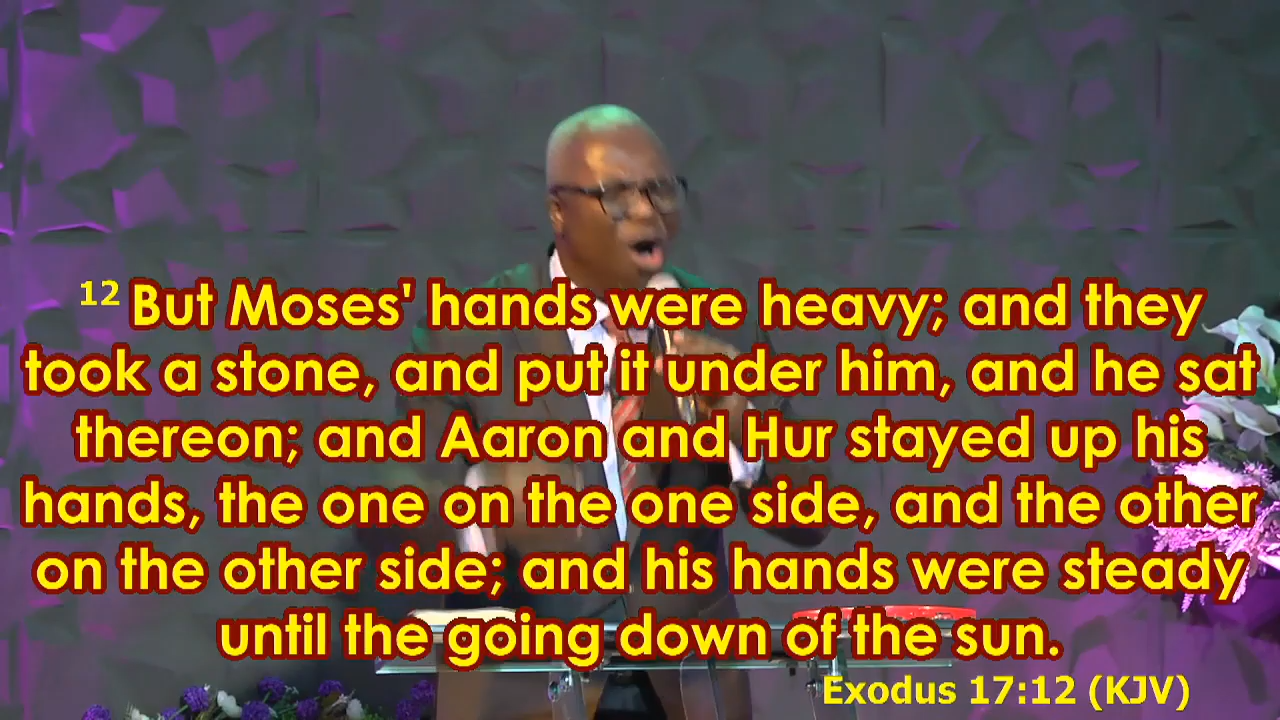 12 But Moses' hands were heavy; and they
took a stone, and put it under him, and he sat
thereon; and Aaron and Hur stayed up his
hands, the one on the one side, and the other
on the other side; and his hands were steady
until the going down of the sun.
Exodus 17:12 (KJV)